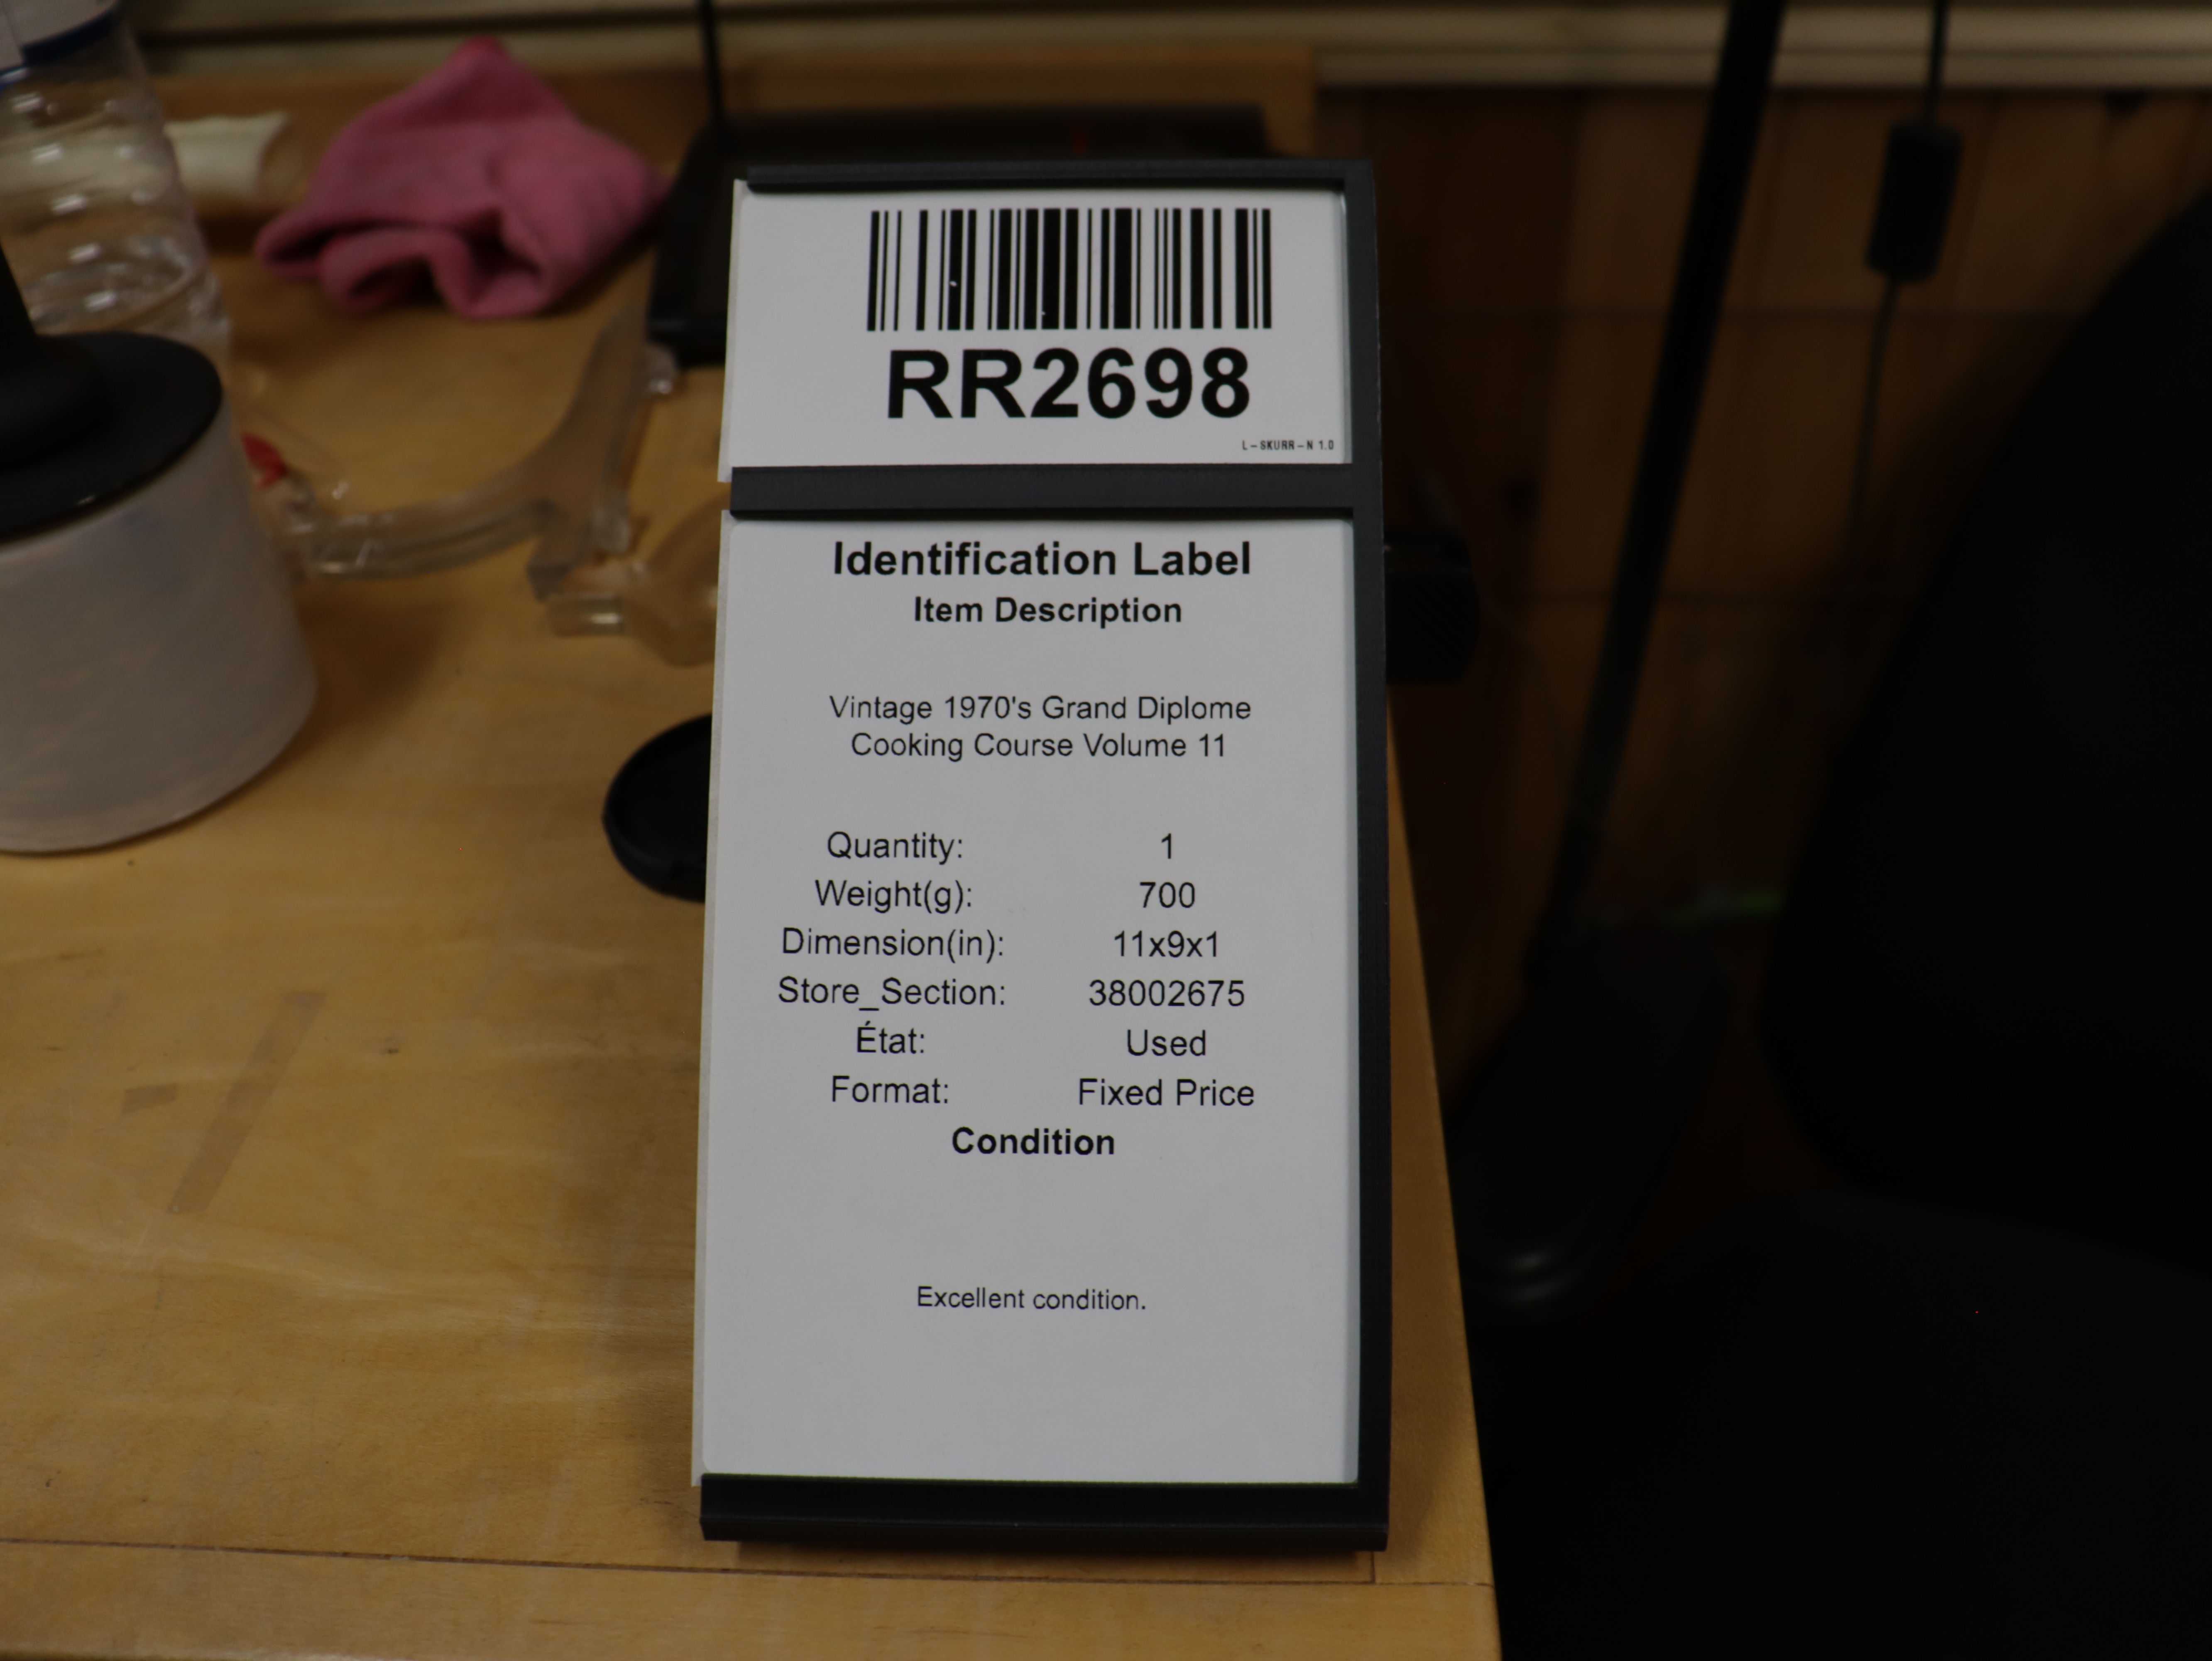 RR2698
L-SKURR-N 1.0
Identification Label
Item Description
Vintage 1970's Grand Diplome
Cooking Course Volume 11
Quantity: 1
Weight(g): 700
Dimension(in): 11x9x1
Store_Section: 38002675
État: Used
Format: Fixed Price
Condition
Excellent condition.